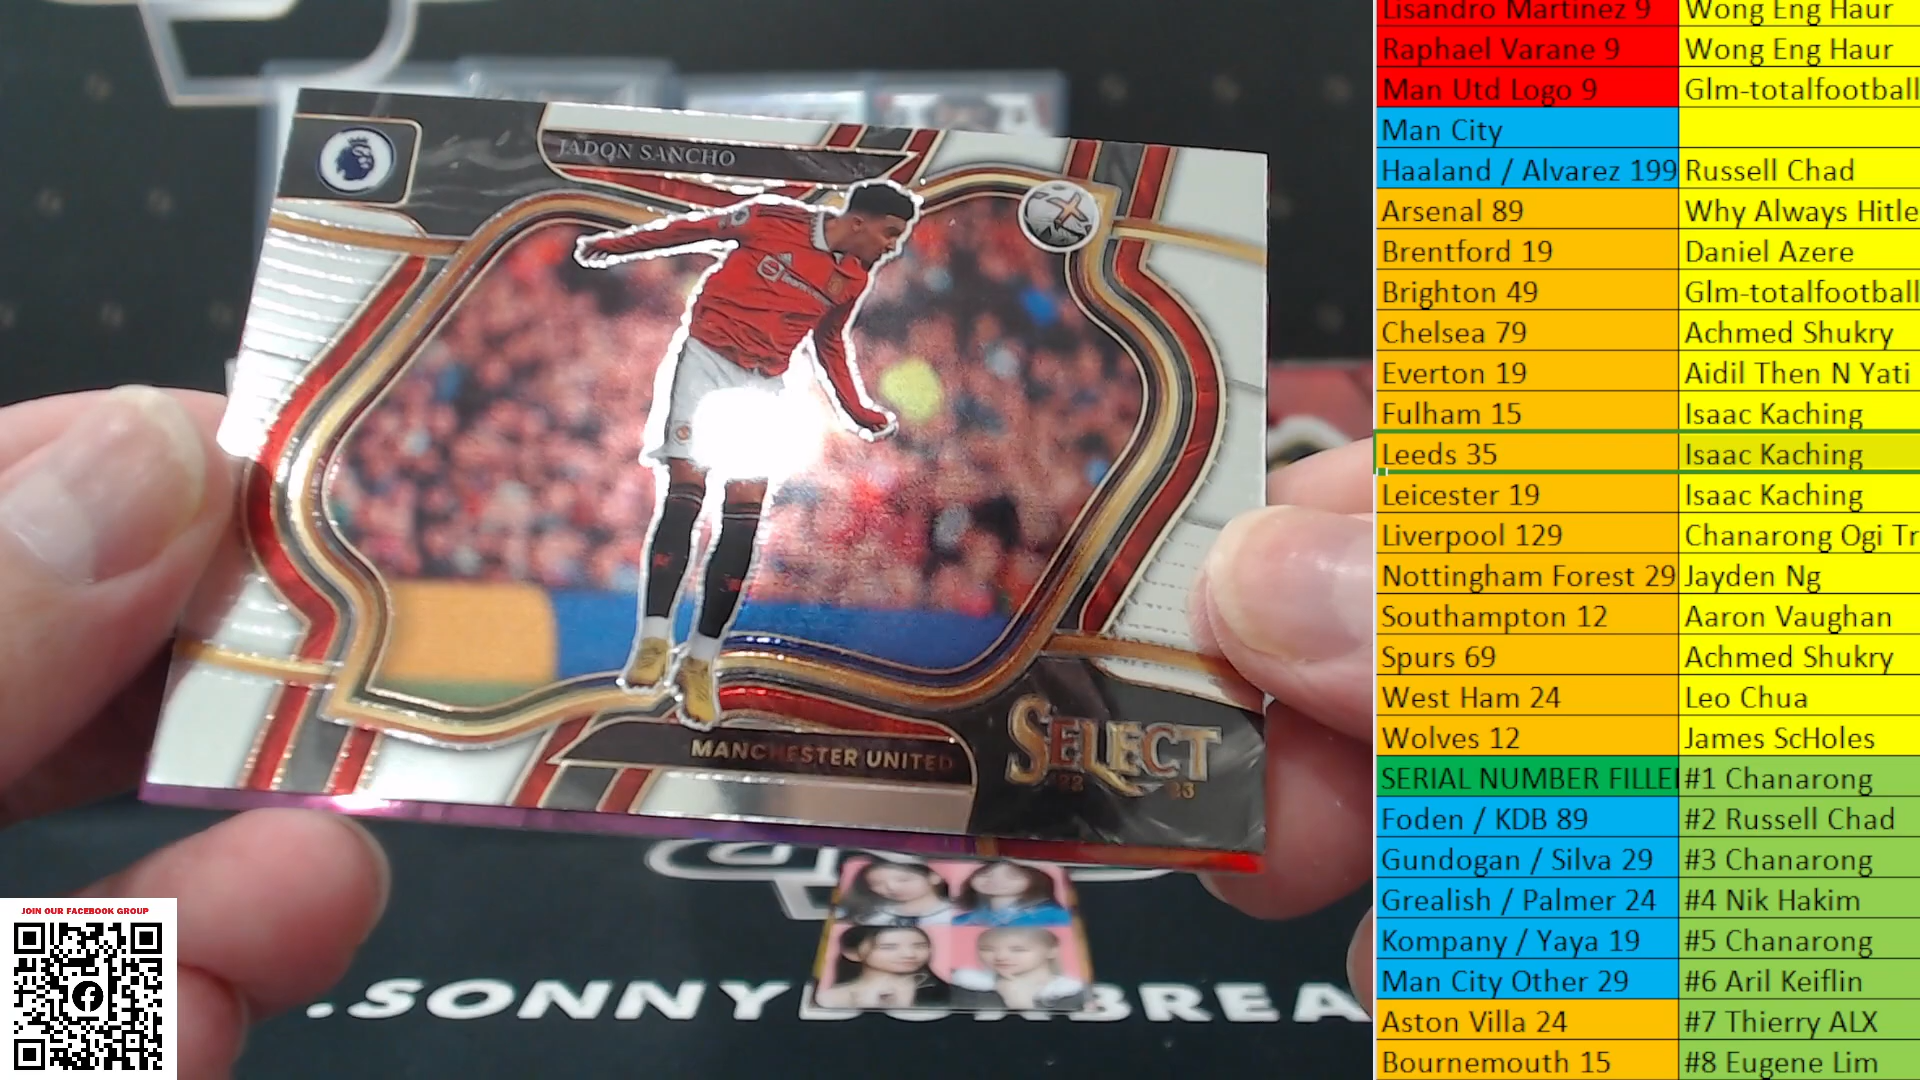 JADON SANCHO
MANCHESTER UNITED
SELECT
22 23
JOIN OUR FACEBOOK GROUP
.SONNY
BREA
Lisandro Martinez 9 Wong Eng Haur
Raphael Varane 9 Wong Eng Haur
Man Utd Logo 9 Glm-totalfootball
Man City
Haaland / Alvarez 199 Russell Chad
Arsenal 89 Why Always Hitle
Brentford 19 Daniel Azere
Brighton 49 Glm-totalfootball
Chelsea 79 Achmed Shukry
Everton 19 Aidil Then N Yati
Fulham 15 Isaac Kaching
Leeds 35 Isaac Kaching
Leicester 19 Isaac Kaching
Liverpool 129 Chanarong Ogi Tr
Nottingham Forest 29 Jayden Ng
Southampton 12 Aaron Vaughan
Spurs 69 Achmed Shukry
West Ham 24 Leo Chua
Wolves 12 James ScHoles
SERIAL NUMBER FILLE #1 Chanarong
Foden / KDB 89 #2 Russell Chad
Gundogan / Silva 29 #3 Chanarong
Grealish / Palmer 24 #4 Nik Hakim
Kompany / Yaya 19 #5 Chanarong
Man City Other 29 #6 Aril Keiflin
Aston Villa 24 #7 Thierry ALX
Bournemouth 15 #8 Eugene Lim